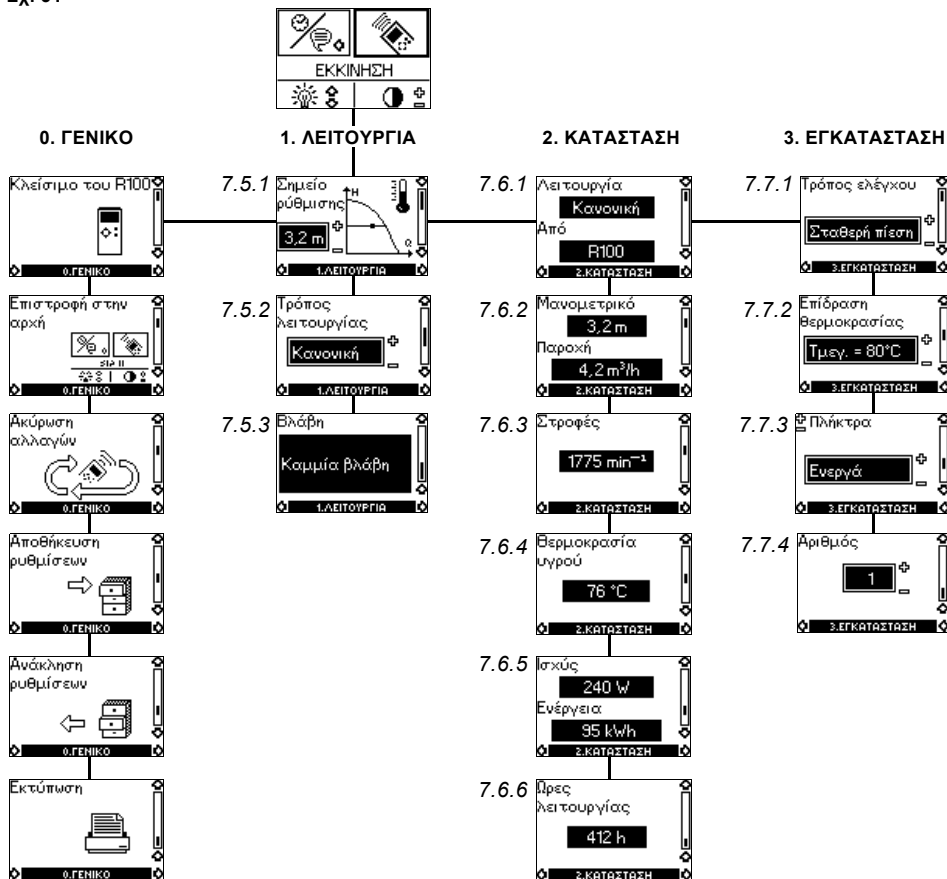 ΕΚΚΙΝΗΣΗ
0. ΓΕΝΙΚΟ
1. ΛΕΙΤΟΥΡΓΙΑ
2. ΚΑΤΑΣΤΑΣΗ
3. ΕΓΚΑΤΑΣΤΑΣΗ
Κλείσιμο του R100
0.ΓΕΝΙΚΟ
7.5.1
Σημείο
ρύθμισης
3,2 m
H
Q
1.ΛΕΙΤΟΥΡΓΙΑ
7.6.1
Λειτουργία
Κανονική
Από
R100
2.ΚΑΤΑΣΤΑΣΗ
7.7.1
Τρόπος ελέγχου
Σταθερή πίεση
3.ΕΓΚΑΤΑΣΤΑΣΗ
Επιστροφή στην
αρχή
0.ΓΕΝΙΚΟ
7.5.2
Τρόπος
λειτουργίας
Κανονική
1.ΛΕΙΤΟΥΡΓΙΑ
7.6.2
Μανομετρικό
3,2 m
Παροχή
4,2 m³/h
2.ΚΑΤΑΣΤΑΣΗ
7.7.2
Επίδραση
θερμοκρασίας
Τμεγ. = 80°C
3.ΕΓΚΑΤΑΣΤΑΣΗ
Ακύρωση
αλλαγών
0.ΓΕΝΙΚΟ
7.5.3
Βλάβη
Καμμία βλάβη
1.ΛΕΙΤΟΥΡΓΙΑ
7.6.3
Στροφές
1775 min⁻¹
2.ΚΑΤΑΣΤΑΣΗ
7.7.3
Πλήκτρα
Ενεργά
3.ΕΓΚΑΤΑΣΤΑΣΗ
Αποθήκευση
ρυθμίσεων
0.ΓΕΝΙΚΟ
7.6.4
Θερμοκρασία
υγρού
76 °C
2.ΚΑΤΑΣΤΑΣΗ
7.7.4
Αριθμός
1
3.ΕΓΚΑΤΑΣΤΑΣΗ
Ανάκληση
ρυθμίσεων
0.ΓΕΝΙΚΟ
7.6.5
Ισχύς
240 W
Ενέργεια
95 kWh
2.ΚΑΤΑΣΤΑΣΗ
Εκτύπωση
0.ΓΕΝΙΚΟ
7.6.6
Ώρες
λειτουργίας
412 h
2.ΚΑΤΑΣΤΑΣΗ